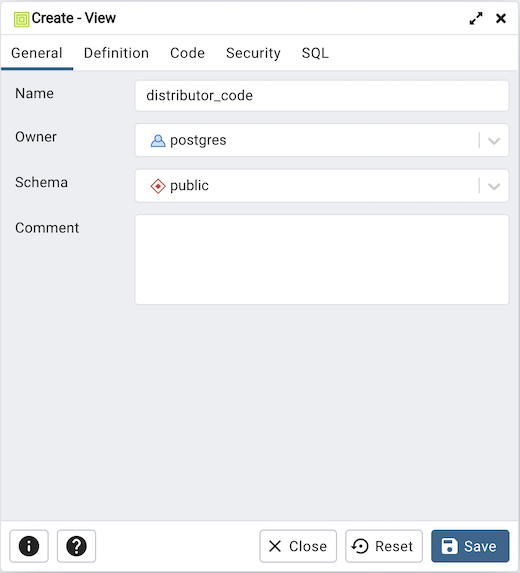 Create - View
General Definition Code Security SQL
Name distributor_code
Owner postgres
Schema public
Comment
Close Reset Save